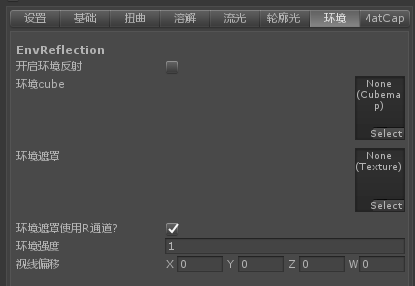 设置 基础 扭曲 溶解 流光 轮廓光 环境 MatCap
EnvReflection
开启环境反射
环境cube
None
(Cubema
p)
Select
环境遮罩
None
(Texture)
Select
环境遮罩使用R通道?
环境强度 1
视线偏移 X 0 Y 0 Z 0 W 0